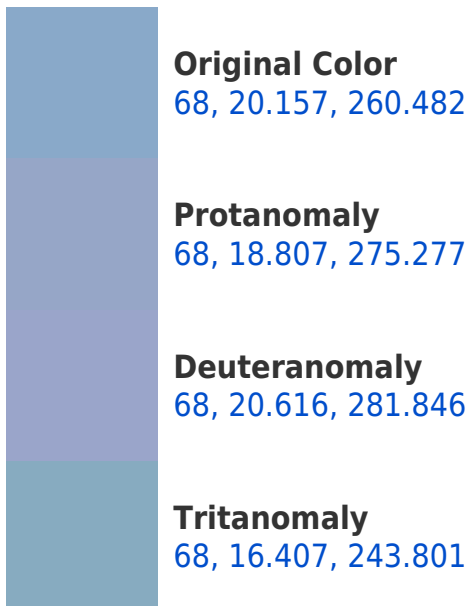 Original Color
68, 20.157, 260.482
Protanomaly
68, 18.807, 275.277
Deuteranomaly
68, 20.616, 281.846
Tritanomaly
68, 16.407, 243.801